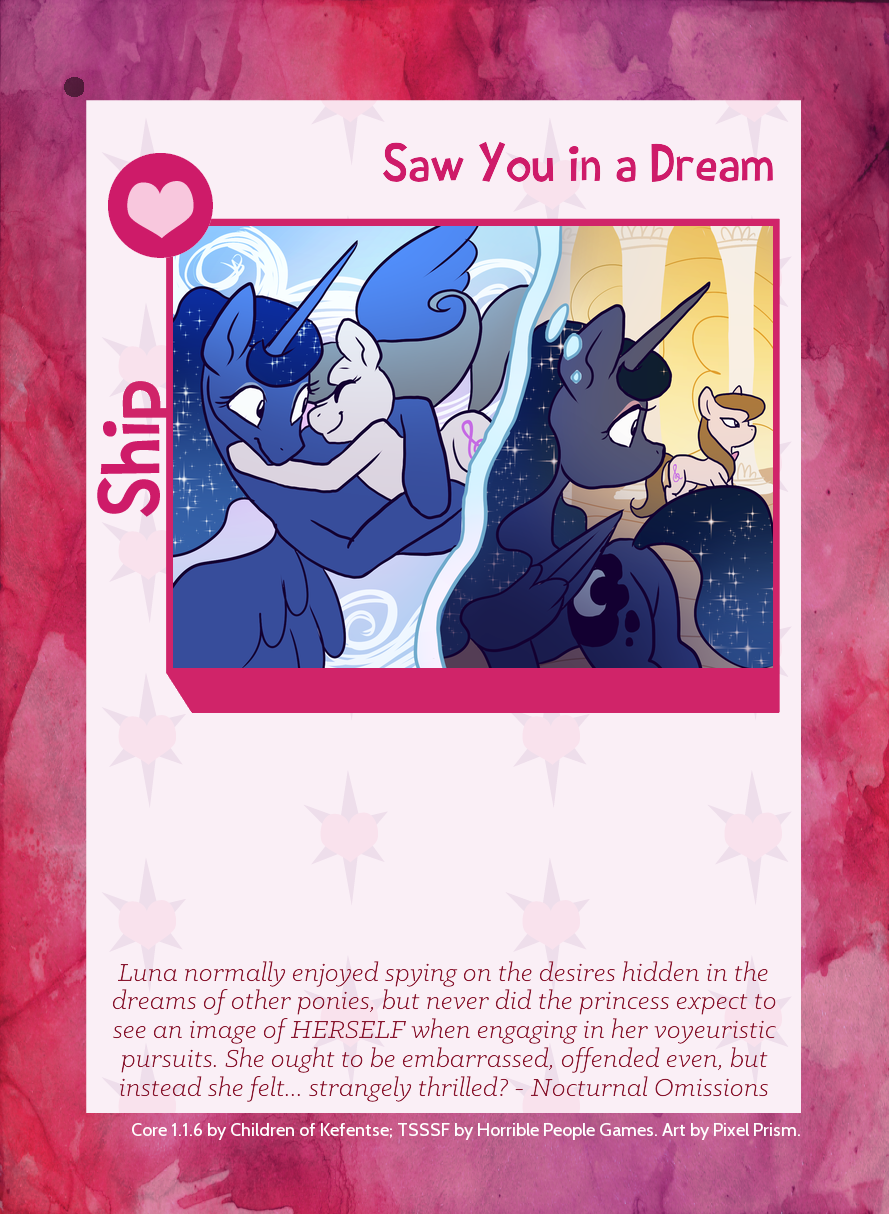 Saw You in a Dream
Ship
Luna normally enjoyed spying on the desires hidden in the
dreams of other ponies, but never did the princess expect to
see an image of HERSELF when engaging in her voyeuristic
pursuits. She ought to be embarrassed, offended even, but
instead she felt... strangely thrilled? - Nocturnal Omissions
Core 1.1.6 by Children of Kefentse; TSSSF by Horrible People Games. Art by Pixel Prism.